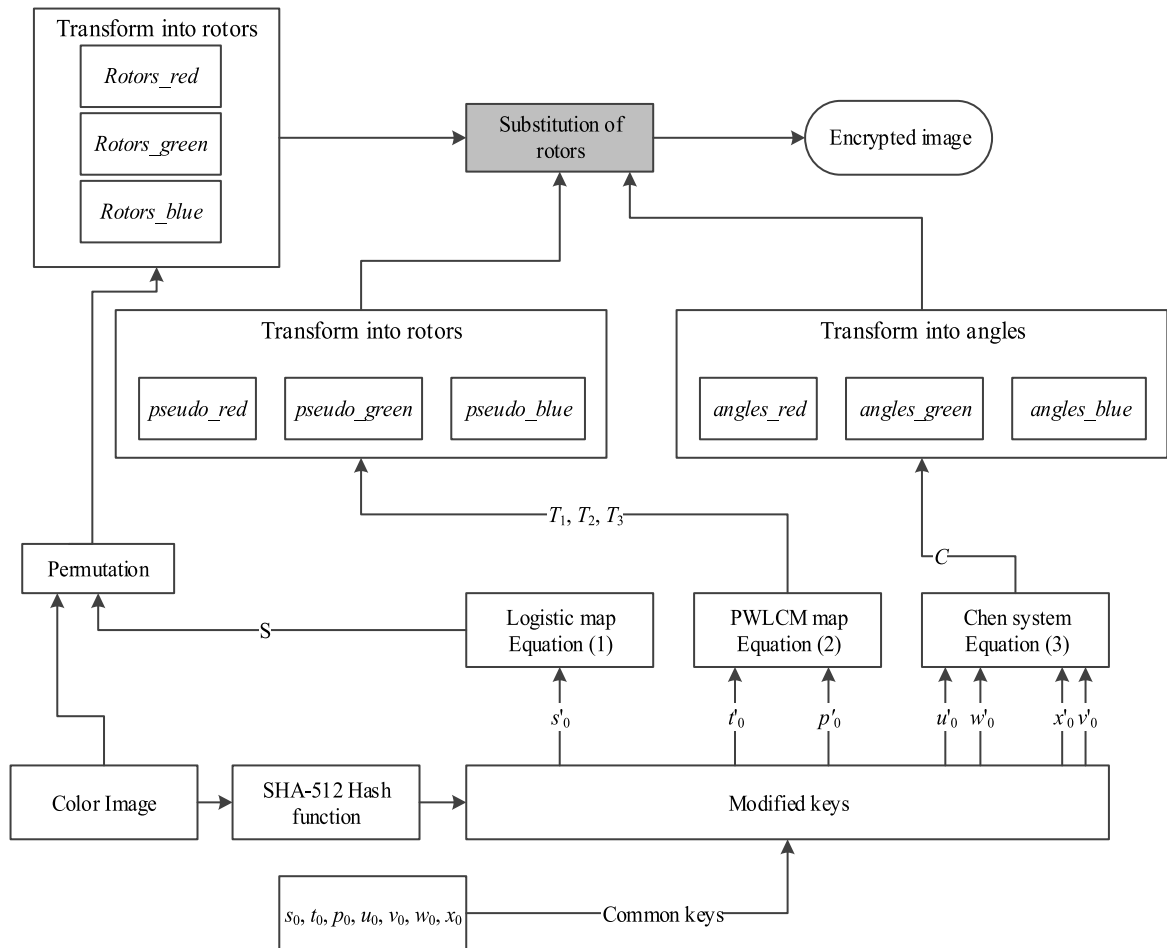 Transform into rotors
Rotors_red
Rotors_green
Rotors_blue
Substitution of
rotors
Encrypted image
Transform into rotors
pseudo_red
pseudo_green
pseudo_blue
Transform into angles
angles_red
angles_green
angles_blue
T₁, T₂, T₃
C
Permutation
S
Logistic map
Equation (1)
PWLCM map
Equation (2)
Chen system
Equation (3)
s'₀
t'₀
p'₀
u'₀
w'₀
x'₀
v'₀
Color Image
SHA-512 Hash
function
Modified keys
s₀, t₀, p₀, u₀, v₀, w₀, x₀
Common keys